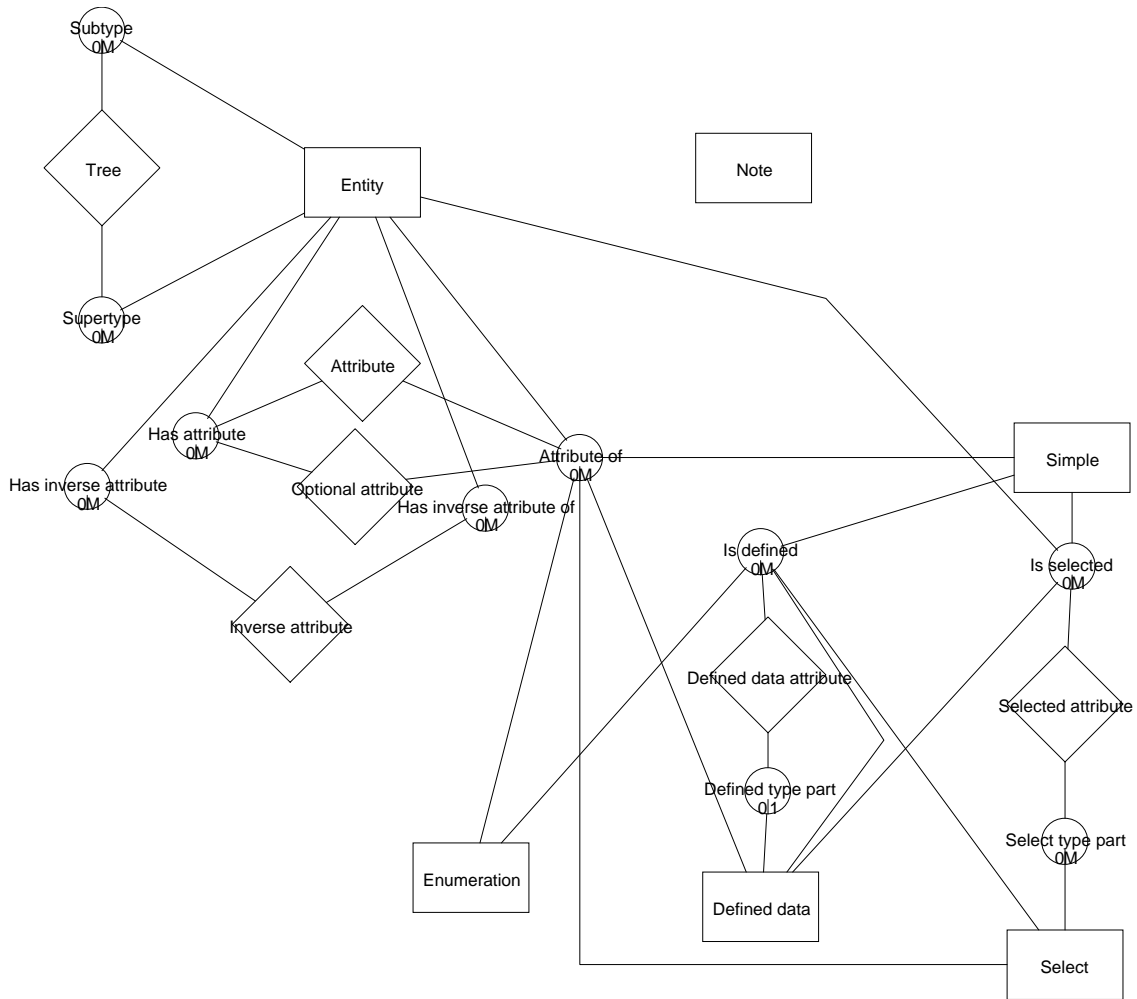 Subtype
0M
Tree
Note
Entity
Supertype
0M
Attribute
Has attribute
0M
Attribute of
0M
Simple
Has inverse attribute
0M
Optional attribute
Has inverse attribute of
0M
Is defined
0M
Is selected
0M
Inverse attribute
Defined data attribute
Selected attribute
Defined type part
0 1
Select type part
0M
Enumeration
Defined data
Select